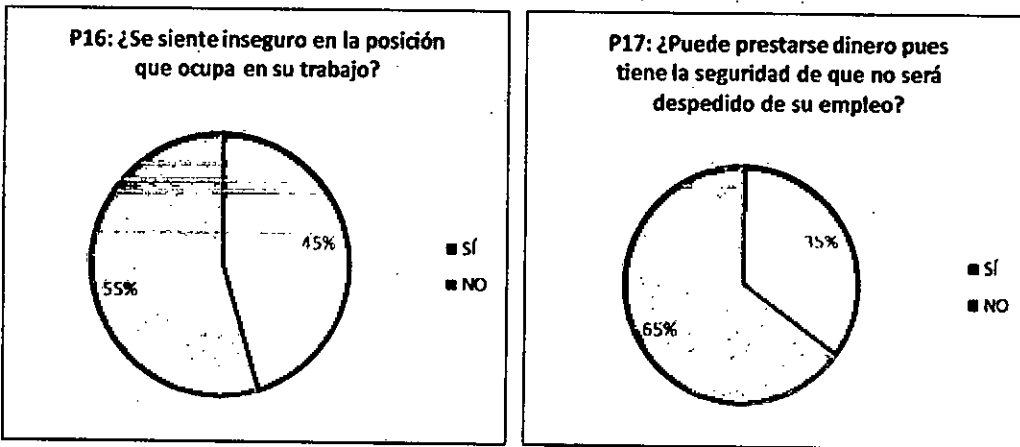 P16: ¿Se siente inseguro en la posición
que ocupa en su trabajo?
45%
55%
SÍ
NO
P17: ¿Puede prestarse dinero pues
tiene la seguridad de que no será
despedido de su empleo?
35%
65%
SÍ
NO